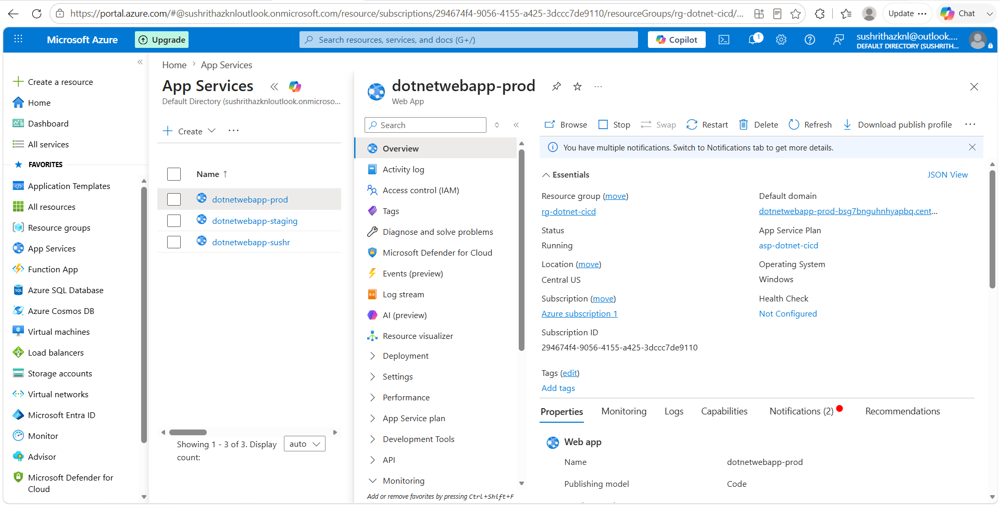 https://portal.azure.com/#@sushrithazknloutlook.onmicrosoft.com/resource/subscriptions/294674f4-9056-4155-a425-3dccc7de9110/resourceGroups/rg-dotnet-cicd/...
Update
Chat
Microsoft Azure
Upgrade
Search resources, services, and docs (G+/)
Copilot
1
sushrithazknl@outlook....
DEFAULT DIRECTORY (SUSHRITH...
Create a resource
Home
Dashboard
All services
FAVORITES
Application Templates
All resources
Resource groups
App Services
Function App
Azure SQL Database
Azure Cosmos DB
Virtual machines
Load balancers
Storage accounts
Virtual networks
Microsoft Entra ID
Monitor
Advisor
Microsoft Defender for
Cloud
Home > App Services
App Services
Default Directory (sushrithazknloutlook.onmicroso...
Create
Name ↑
dotnetwebapp-prod
dotnetwebapp-staging
dotnetwebapp-sushr
Showing 1 - 3 of 3. Display
count:
auto
dotnetwebapp-prod
Web App
Search
Overview
Activity log
Access control (IAM)
Tags
Diagnose and solve problems
Microsoft Defender for Cloud
Events (preview)
Log stream
AI (preview)
Resource visualizer
Deployment
Settings
Performance
App Service plan
Development Tools
API
Monitoring
Add or remove favorites by pressing Ctrl+Shift+F
Browse
Stop
Swap
Restart
Delete
Refresh
Download publish profile
You have multiple notifications. Switch to Notifications tab to get more details.
Essentials
JSON View
Resource group (move)
rg-dotnet-cicd
Status
Running
Location (move)
Central US
Subscription (move)
Azure subscription 1
Subscription ID
294674f4-9056-4155-a425-3dccc7de9110
Default domain
dotnetwebapp-prod-bsg7bnguhnhyapbq.cent...
App Service Plan
asp-dotnet-cicd
Operating System
Windows
Health Check
Not Configured
Tags (edit)
Add tags
Properties
Monitoring
Logs
Capabilities
Notifications (2)
Recommendations
Web app
Name
dotnetwebapp-prod
Publishing model
Code